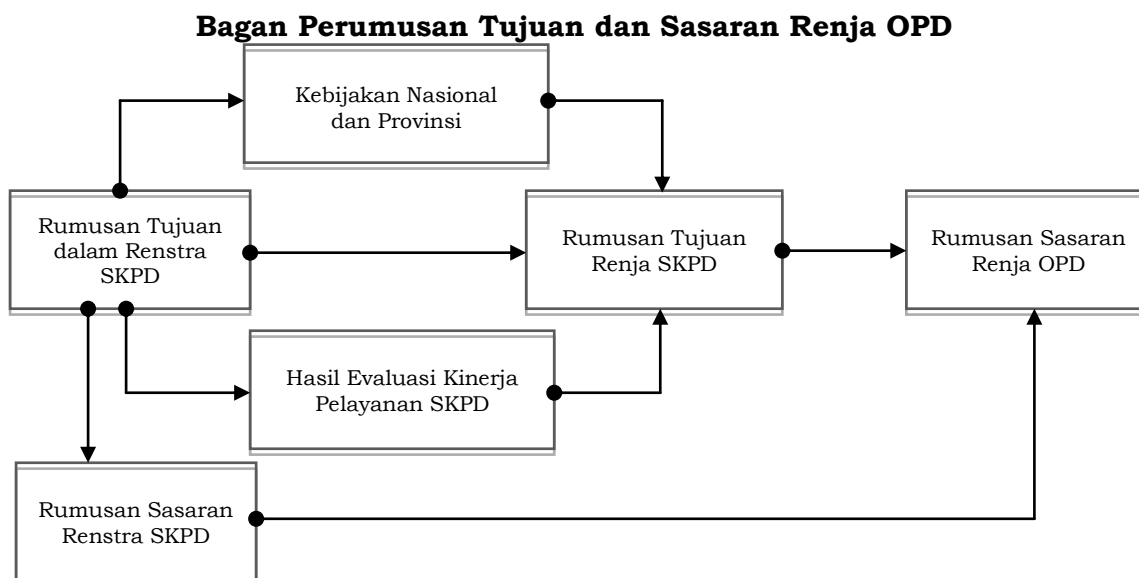 Bagan Perumusan Tujuan dan Sasaran Renja OPD
Kebijakan Nasional
dan Provinsi
Rumusan Tujuan
dalam Renstra
SKPD
Rumusan Tujuan
Renja SKPD
Rumusan Sasaran
Renja OPD
Hasil Evaluasi Kinerja
Pelayanan SKPD
Rumusan Sasaran
Renstra SKPD